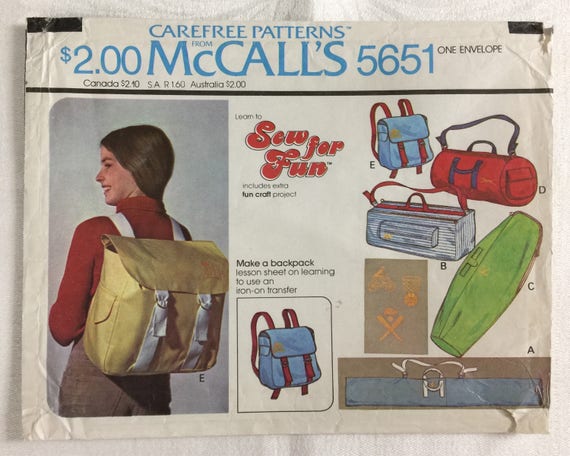 CAREFREE PATTERNS™
$2.00 FROM McCALL'S 5651 ONE ENVELOPE
Canada $2.10 S.A. R1.60 Australia $2.00
Learn to
Sew for
Fun™
includes extra
fun craft project
Make a backpack
lesson sheet on learning
to use an
iron-on transfer
E
E
D
B
C
A